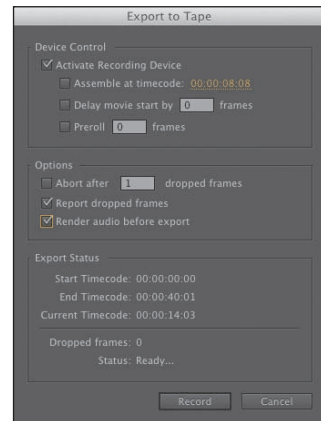 Export to Tape
Device Control
Activate Recording Device
Assemble at timecode: 00:00:08:08
Delay movie start by 0 frames
Preroll 0 frames
Options
Abort after 1 dropped frames
Report dropped frames
Render audio before export
Export Status
Start Timecode: 00:00:00:00
End Timecode: 00:00:40:01
Current Timecode: 00:00:14:03
Dropped frames: 0
Status: Ready...
Record Cancel